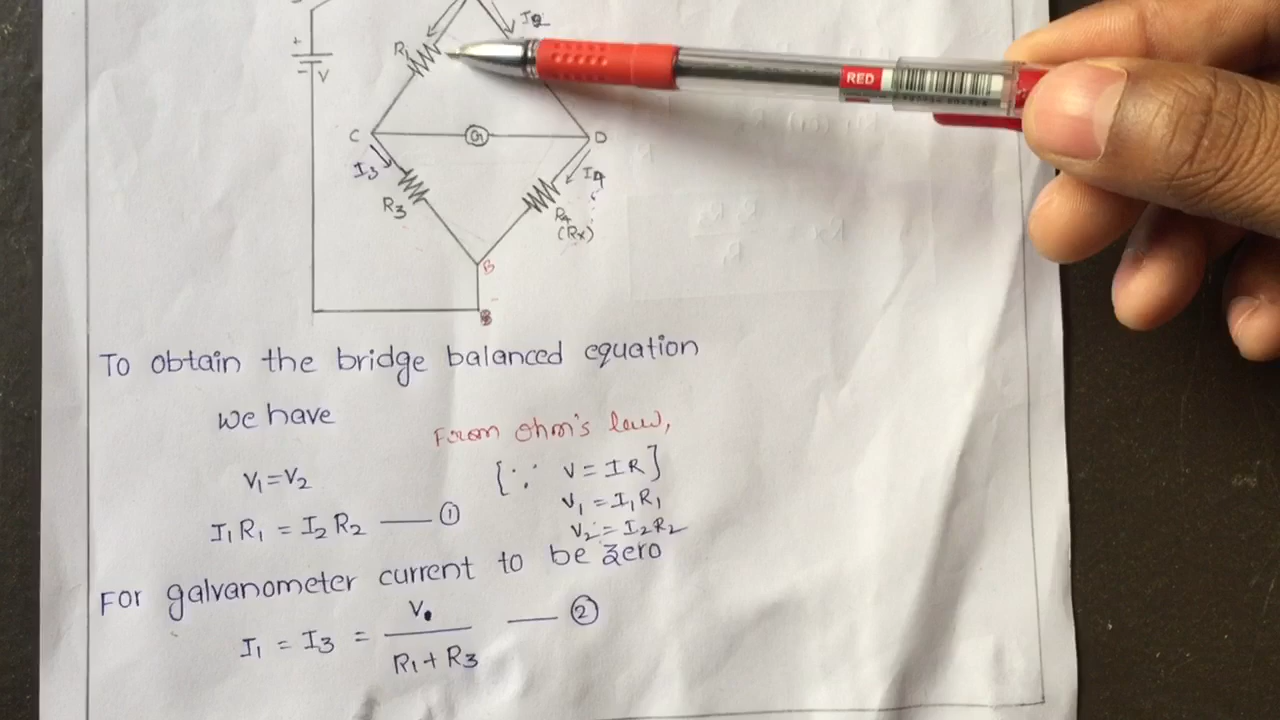 I2
R1
+
- V
RED
C G D
I3 I4
R3 R4
(Rx)
B
B
To obtain the bridge balanced equation
We have
From ohm's law,
V1 = V2 [∵ V = IR]
V1 = I1R1
I1R1 = I2R2 —— ①
V2 = I2R2
For galvanometer current to be zero
I1 = I3 = V / R1 + R3 —— ②